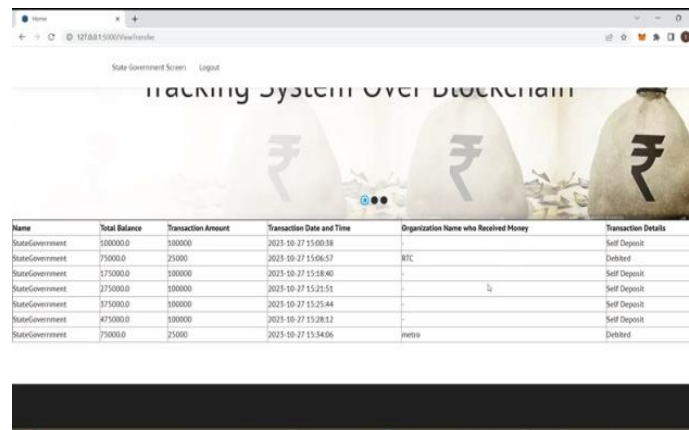 Home
127.0.0.1:5000/ViewTransfer
State Government Screen Logout
Tracking System Over Blockchain
₹ ₹ ₹
Name Total Balance Transaction Amount Transaction Date and Time Organization Name who Received Money Transaction Details
StateGovernment 100000.0 100000 2023-10-27 15:00:38 - Self Deposit
StateGovernment 75000.0 25000 2023-10-27 15:06:57 RTC Debited
StateGovernment 175000.0 100000 2023-10-27 15:18:40 - Self Deposit
StateGovernment 275000.0 100000 2023-10-27 15:21:51 - Self Deposit
StateGovernment 375000.0 100000 2023-10-27 15:25:44 - Self Deposit
StateGovernment 475000.0 100000 2023-10-27 15:28:12 - Self Deposit
StateGovernment 75000.0 25000 2023-10-27 15:34:06 metro Debited